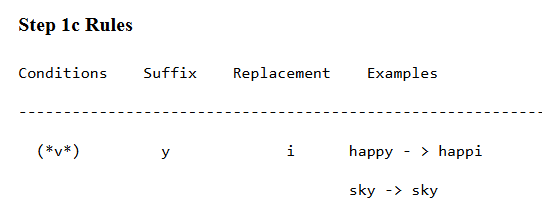 Step 1c Rules
Conditions Suffix Replacement Examples
-----------------------------------------------------------
(*v*) y i happy - > happi
sky -> sky